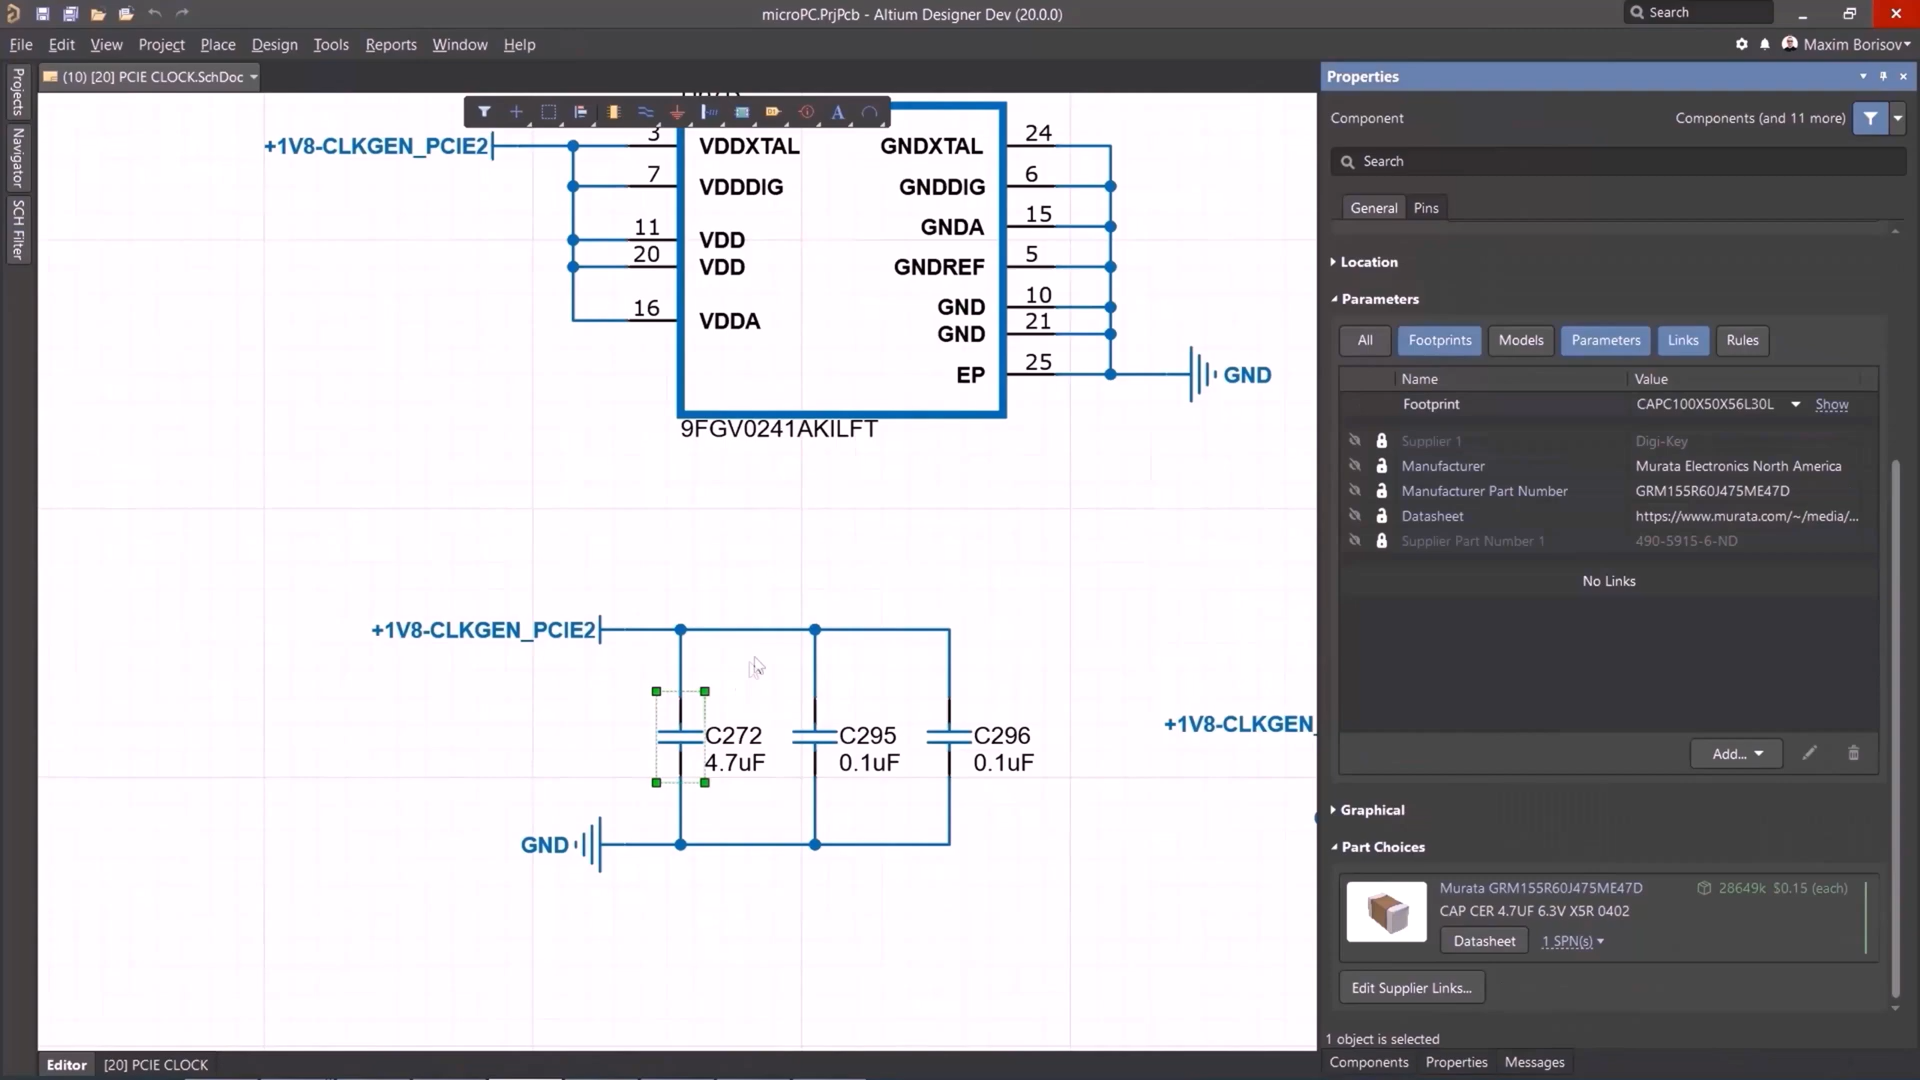 microPC.PrjPcb - Altium Designer Dev (20.0.0)
Search
File Edit View Project Place Design Tools Reports Window Help
Maxim Borisov
Projects
Navigator
SCH Filter
(10) [20] PCIE CLOCK.SchDoc
+1V8-CLKGEN_PCIE2
3 VDDXTAL GNDXTAL 24
7 VDDDIG GNDDIG 6
GNDA 15
11 VDD
20 VDD GNDREF 5
GND 10
16 VDDA GND 21
EP 25
GND
9FGV0241AKILFT
+1V8-CLKGEN_PCIE2
C272
4.7uF
C295
0.1uF
C296
0.1uF
GND
+1V8-CLKGEN_
Editor [20] PCIE CLOCK
Properties
Component Components (and 11 more)
Search
General Pins
Location
Parameters
All Footprints Models Parameters Links Rules
Name Value
Footprint CAPC100X50X56L30L Show
Supplier 1 Digi-Key
Manufacturer Murata Electronics North America
Manufacturer Part Number GRM155R60J475ME47D
Datasheet https://www.murata.com/~/media/...
Supplier Part Number 1 490-5915-6-ND
No Links
Add...
Graphical
Part Choices
Murata GRM155R60J475ME47D 28649k $0.15 (each)
CAP CER 4.7UF 6.3V X5R 0402
Datasheet 1 SPN(s)
Edit Supplier Links...
1 object is selected
Components Properties Messages